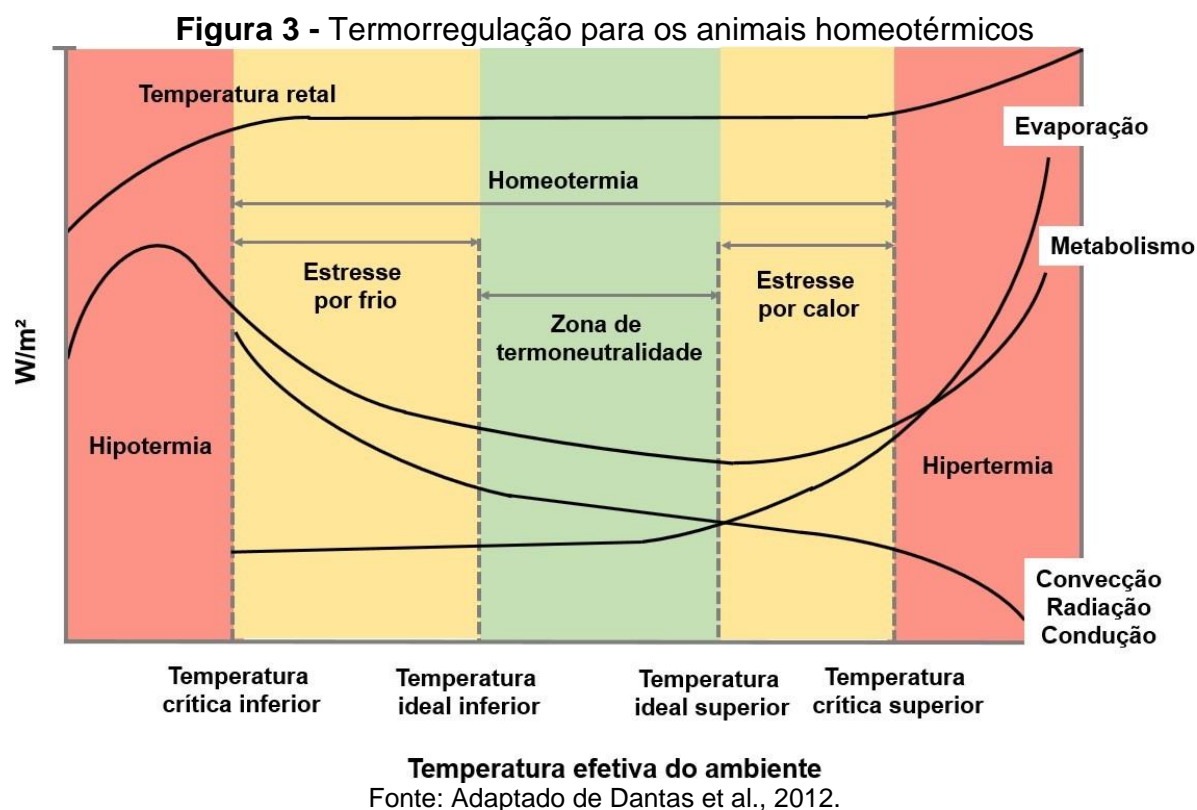 Figura 3 - Termorregulação para os animais homeotérmicos
Temperatura retal
Evaporação
Homeotermia
Metabolismo
Estresse
por frio
Estresse
por calor
Zona de
termoneutralidade
W/m²
Hipotermia
Hipertermia
Convecção
Radiação
Condução
Temperatura
crítica inferior
Temperatura
ideal inferior
Temperatura
ideal superior
Temperatura
crítica superior
Temperatura efetiva do ambiente
Fonte: Adaptado de Dantas et al., 2012.